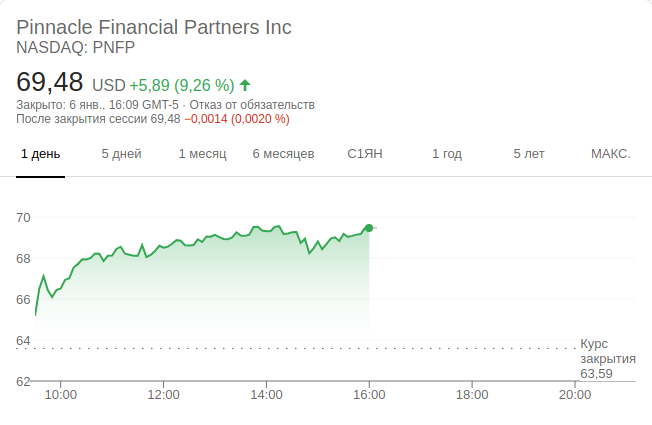 Pinnacle Financial Partners Inc
NASDAQ: PNFP
69,48 USD +5,89 (9,26 %)
Закрыто: 6 янв., 16:09 GMT-5 · Отказ от обязательств
После закрытия сессии 69,48 −0,0014 (0,0020 %)
1 день 5 дней 1 месяц 6 месяцев С1ЯН 1 год 5 лет МАКС.
70
68
66
64
Курс
закрытия
63,59
62
10:00 12:00 14:00 16:00 18:00 20:00